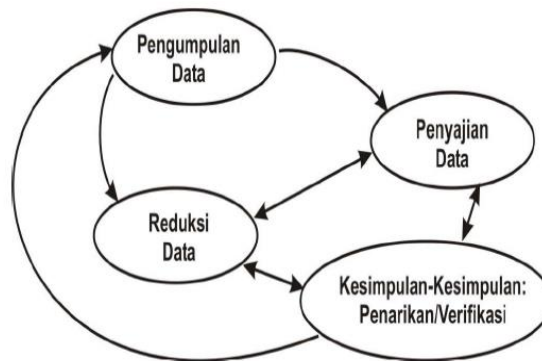 Pengumpulan
Data
Penyajian
Data
Reduksi
Data
Kesimpulan-Kesimpulan:
Penarikan/Verifikasi